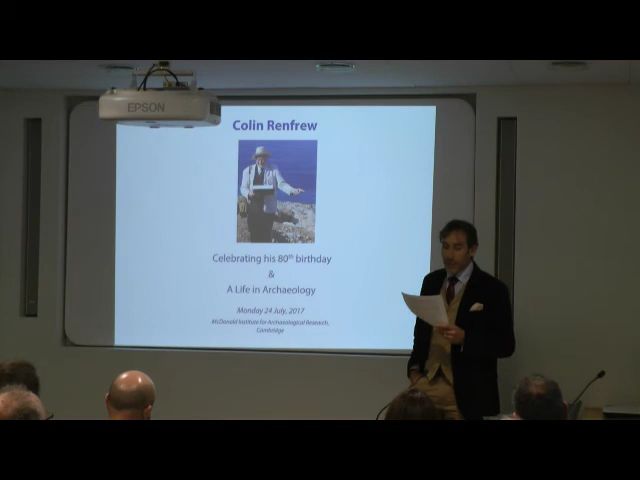 EPSON
Colin Renfrew
Celebrating his 80th birthday
&
A Life in Archaeology
Monday 24 July, 2017
McDonald Institute for Archaeological Research,
Cambridge